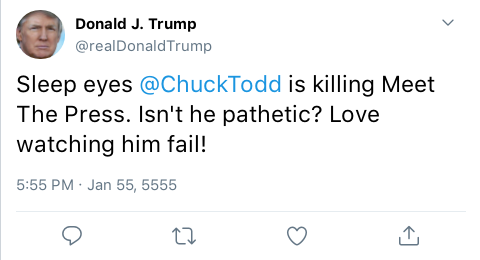 Donald J. Trump
@realDonaldTrump
Sleep eyes @ChuckTodd is killing Meet
The Press. Isn't he pathetic? Love
watching him fail!
5:55 PM · Jan 55, 5555